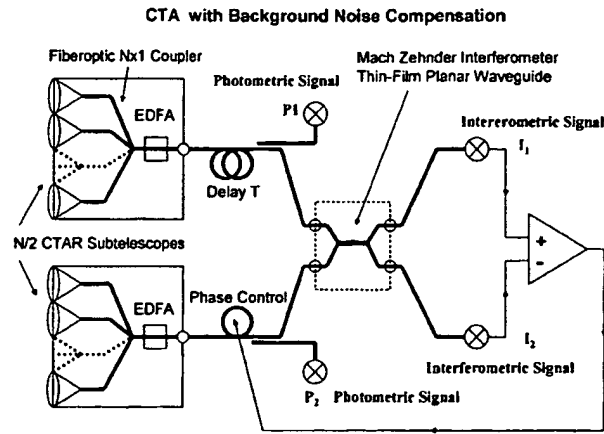 CTA with Background Noise Compensation
Fiberoptic Nx1 Coupler
Photometric Signal
P1
Mach Zehnder Interferometer
Thin-Film Planar Waveguide
EDFA
Intererometric Signal
I1
Delay T
N/2 CTAR Subtelescopes
+
-
EDFA
Phase Control
I2
Interferometric Signal
P2 Photometric Signal